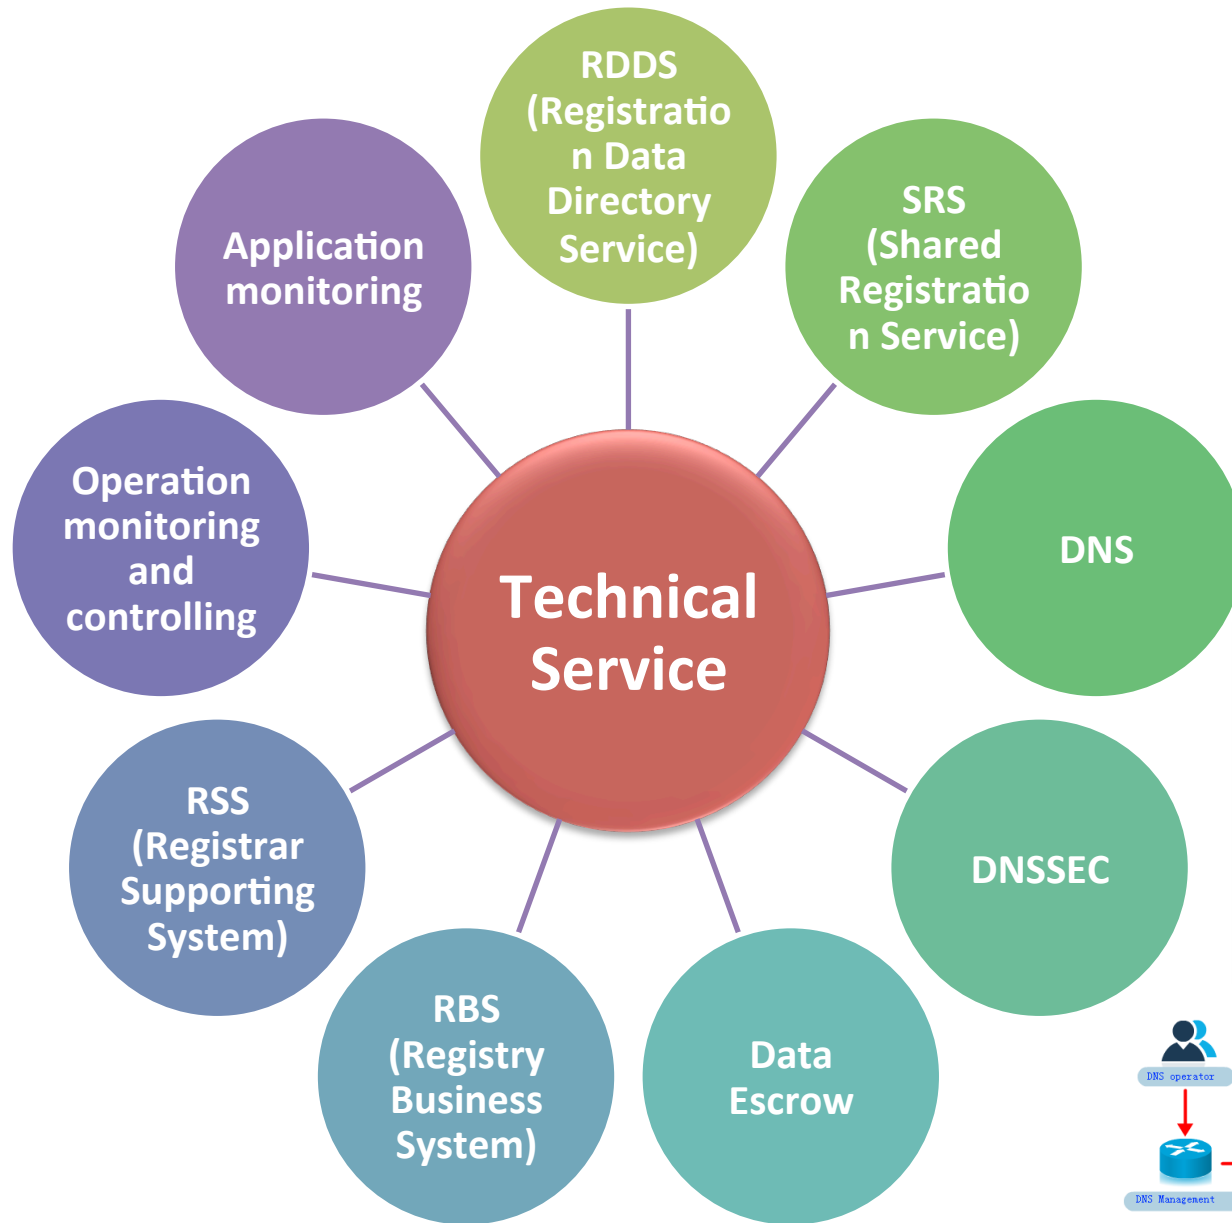 RDDS
(Registratio
n Data
Directory
Service)
SRS
(Shared
Registratio
n Service)
DNS
DNSSEC
Data
Escrow
RBS
(Registry
Business
System)
RSS
(Registrar
Supporting
System)
Operation
monitoring
and
controlling
Application
monitoring
Technical
Service
DNS operator
DNS Management